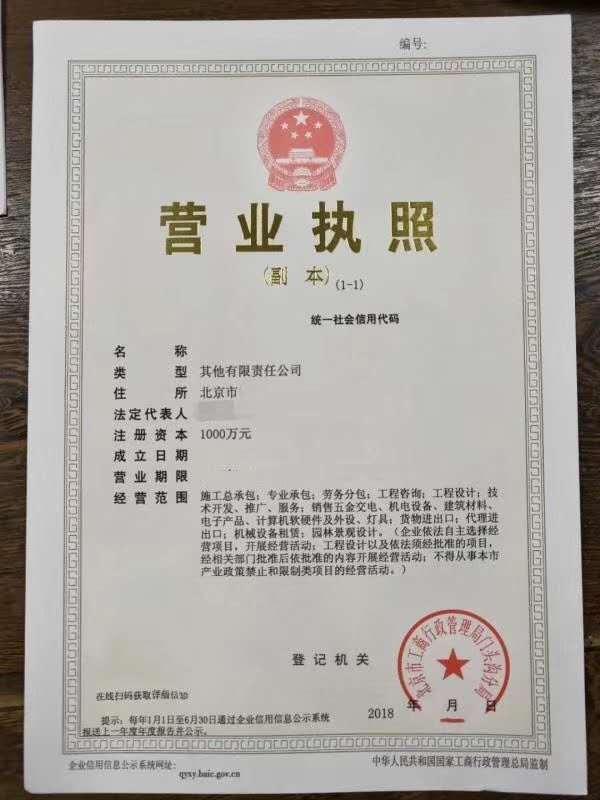 编号:
营业执照
(副 本)(1-1)
统一社会信用代码
名 称
类 型 其他有限责任公司
住 所 北京市
法定代表人
注册资本 1000万元
成立日期
营业期限
经营范围 施工总承包；专业承包；劳务分包；工程咨询；工程设计；技
术开发、推广、服务；销售五金交电、机电设备、建筑材料、
电子产品、计算机软硬件及外设、灯具；货物进出口；代理进
出口；机械设备租赁；园林景观设计。（企业依法自主选择经
营项目，开展经营活动；工程设计以及依法须经批准的项目，
经相关部门批准后依批准的内容开展经营活动；不得从事本市
产业政策禁止和限制类项目的经营活动。）
北京市工商行政管理局门头沟分局
登记机关
在线扫码获取详细信息
2018 年 月 日
提示：每年1月1日至6月30日通过企业信用信息公示系统
报送上一年度年度报告并公示。
企业信用信息公示系统网址：
qyxy.baic.gov.cn
中华人民共和国国家工商行政管理总局监制